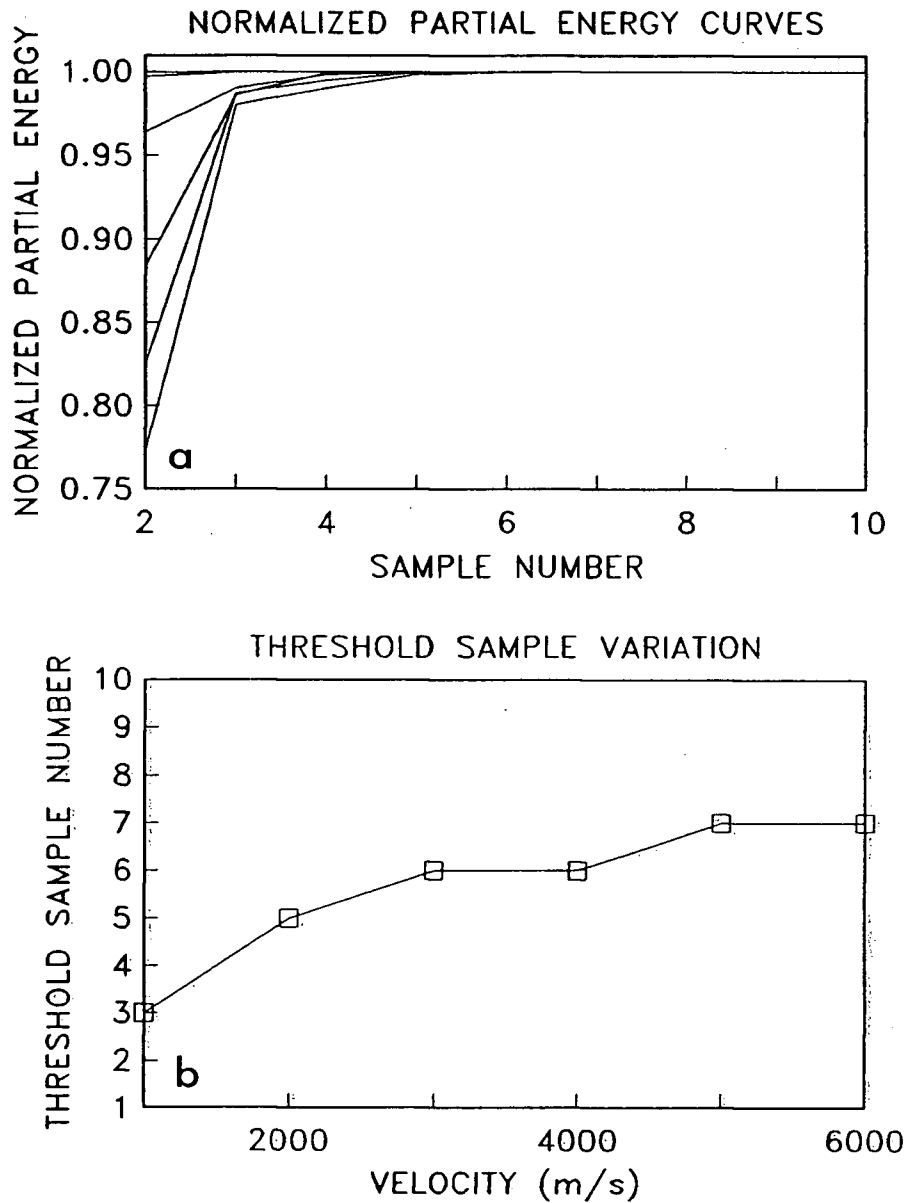 NORMALIZED PARTIAL ENERGY CURVES
NORMALIZED PARTIAL ENERGY
1.00
0.95
0.90
0.85
0.80
0.75
a
2 4 6 8 10
SAMPLE NUMBER
THRESHOLD SAMPLE VARIATION
THRESHOLD SAMPLE NUMBER
10
9
8
7
6
5
4
3
2
1
b
2000 4000 6000
VELOCITY (m/s)